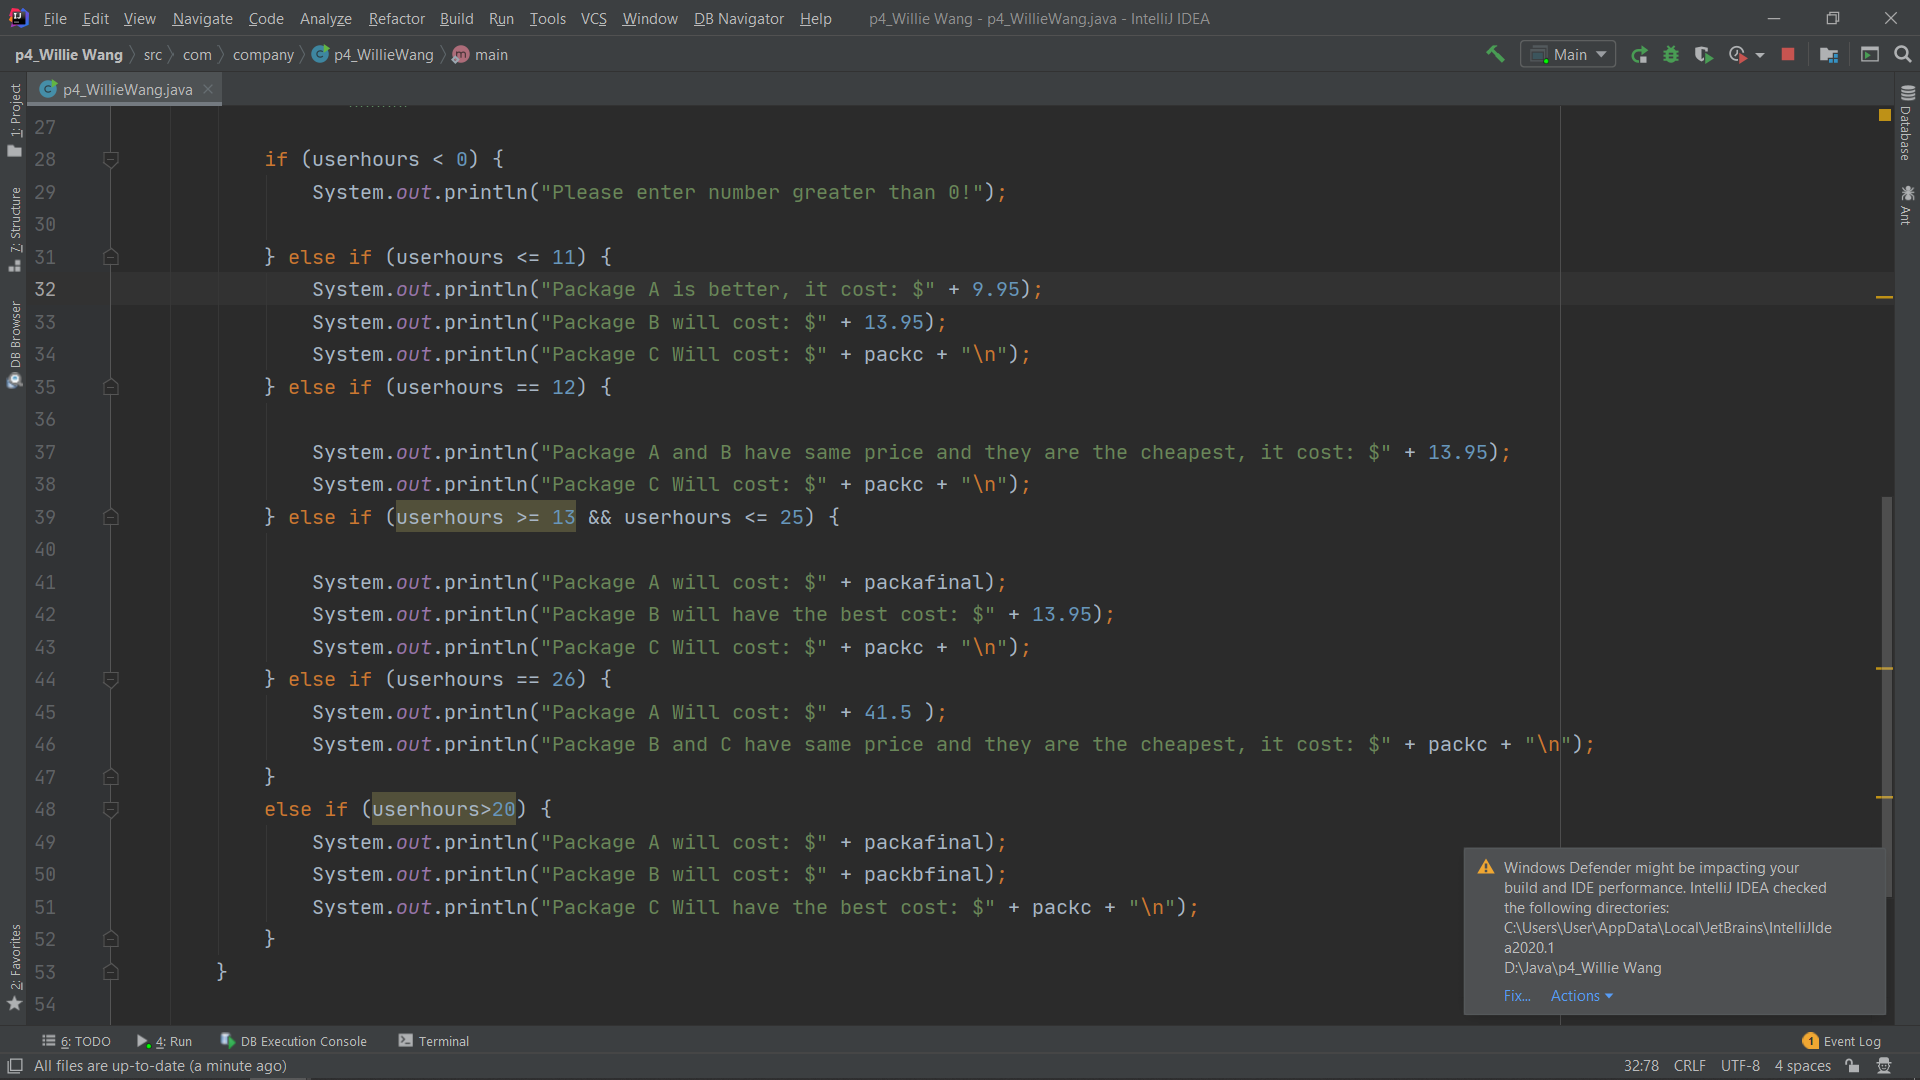 File Edit View Navigate Code Analyze Refactor Build Run Tools VCS Window DB Navigator Help p4_Willie Wang - p4_WillieWang.java - IntelliJ IDEA
p4_Willie Wang src com company p4_WillieWang main Main
p4_WillieWang.java
1: Project
7: Structure
DB Browser
2: Favorites
27
28 if (userhours < 0) {
29 System.out.println("Please enter number greater than 0!");
30
31 } else if (userhours <= 11) {
32 System.out.println("Package A is better, it cost: $" + 9.95);
33 System.out.println("Package B will cost: $" + 13.95);
34 System.out.println("Package C Will cost: $" + packc + "\n");
35 } else if (userhours == 12) {
36
37 System.out.println("Package A and B have same price and they are the cheapest, it cost: $" + 13.95);
38 System.out.println("Package C Will cost: $" + packc + "\n");
39 } else if (userhours >= 13 && userhours <= 25) {
40
41 System.out.println("Package A will cost: $" + packafinal);
42 System.out.println("Package B will have the best cost: $" + 13.95);
43 System.out.println("Package C Will cost: $" + packc + "\n");
44 } else if (userhours == 26) {
45 System.out.println("Package A Will cost: $" + 41.5 );
46 System.out.println("Package B and C have same price and they are the cheapest, it cost: $" + packc + "\n");
47 }
48 else if (userhours>20) {
49 System.out.println("Package A will cost: $" + packafinal);
50 System.out.println("Package B will cost: $" + packbfinal);
51 System.out.println("Package C Will have the best cost: $" + packc + "\n");
52 }
53 }
54
Database
Ant
Windows Defender might be impacting your
build and IDE performance. IntelliJ IDEA checked
the following directories:
C:\Users\User\AppData\Local\JetBrains\IntelliJIde
a2020.1
D:\Java\p4_Willie Wang
Fix... Actions
6: TODO 4: Run DB Execution Console Terminal 1 Event Log
All files are up-to-date (a minute ago) 32:78 CRLF UTF-8 4 spaces